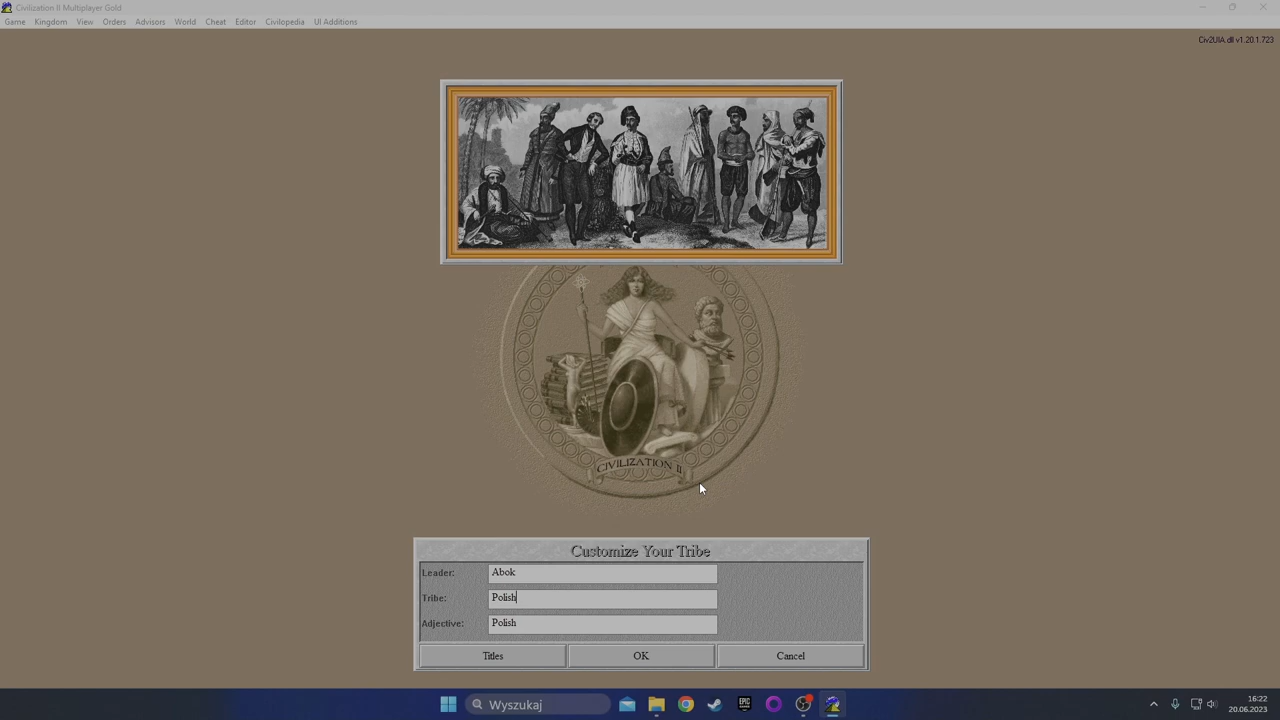 Civilization II Multiplayer Gold
Game Kingdom View Orders Advisors World Cheat Editor Civilopedia UI Additions
Civ2UIA.dll v1.20.1.723
CIVILIZATION II
Customize Your Tribe
Leader: Abok
Tribe: Polish
Adjective: Polish
Titles OK Cancel
Wyszukaj
EPIC
GAMES
16:22
20.06.2023